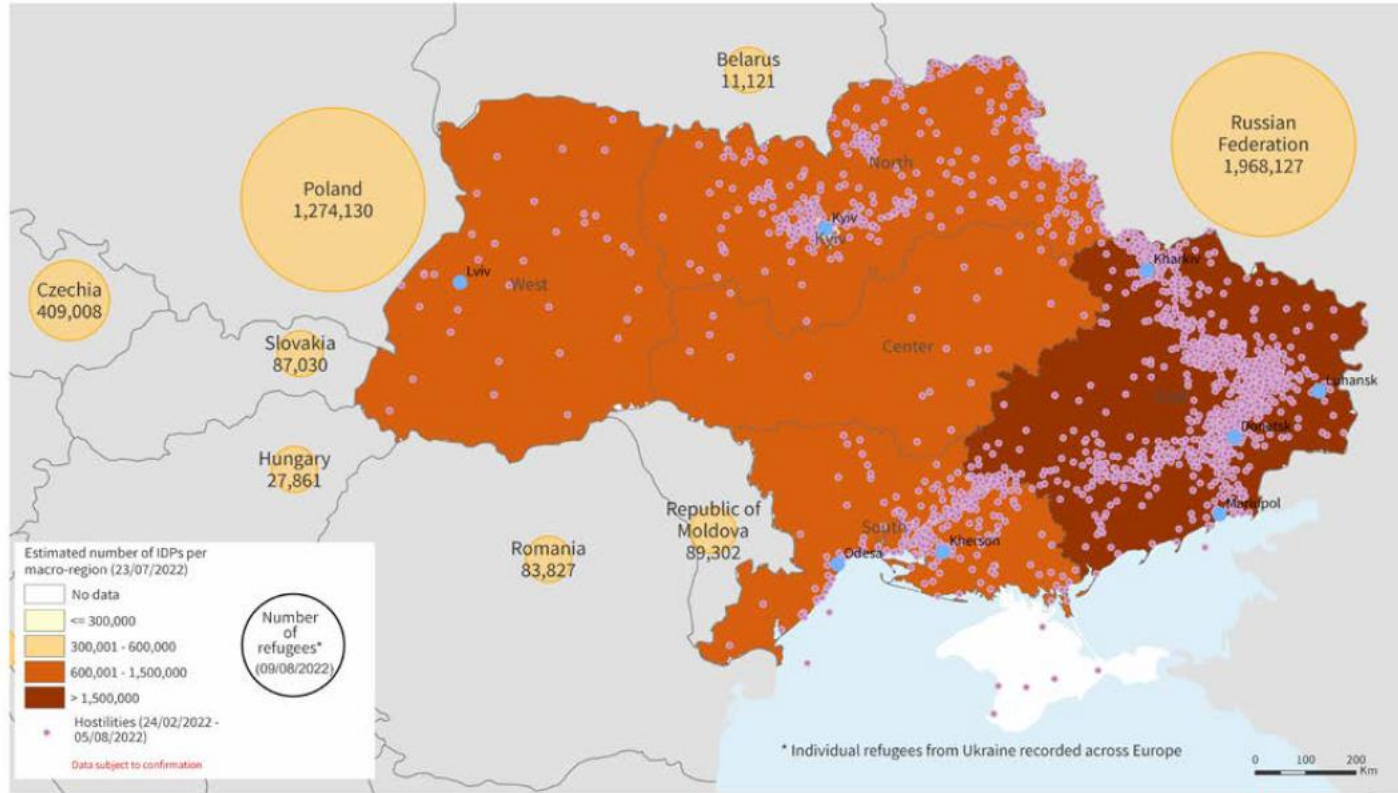 Belarus
11,121
Russian
Federation
1,968,127
North
Poland
1,274,130
Kyiv
Kyiv
Kharkiv
Lviv
West
Czechia
409,008
Slovakia
87,030
Center
Luhansk
Donetsk
Hungary
27,861
Mariupol
Republic of
Moldova
89,302
South
Kherson
Odesa
Romania
83,827
Estimated number of IDPs per
macro-region (23/07/2022)
No data
<= 300,000
300,001 - 600,000
600,001 - 1,500,000
> 1,500,000
Hostilities (24/02/2022 -
05/08/2022)
Data subject to confirmation
Number
of
refugees*
(09/08/2022)
* Individual refugees from Ukraine recorded across Europe
0 100 200
Km